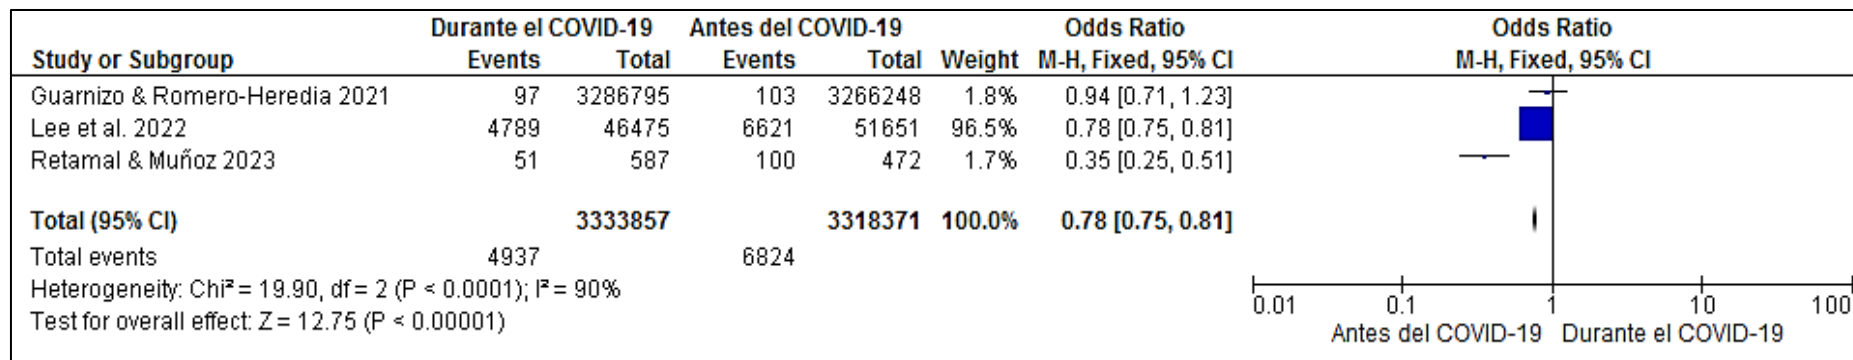 Durante el COVID-19 Antes del COVID-19 Odds Ratio Odds Ratio
Study or Subgroup Events Total Events Total Weight M-H, Fixed, 95% CI M-H, Fixed, 95% CI
Guarnizo & Romero-Heredia 2021 97 3286795 103 3266248 1.8% 0.94 [0.71, 1.23]
Lee et al. 2022 4789 46475 6621 51651 96.5% 0.78 [0.75, 0.81]
Retamal & Muñoz 2023 51 587 100 472 1.7% 0.35 [0.25, 0.51]
Total (95% CI) 3333857 3318371 100.0% 0.78 [0.75, 0.81]
Total events 4937 6824
Heterogeneity: Chi² = 19.90, df = 2 (P < 0.0001); I² = 90%
Test for overall effect: Z = 12.75 (P < 0.00001)
0.01 0.1 1 10 100
Antes del COVID-19 Durante el COVID-19